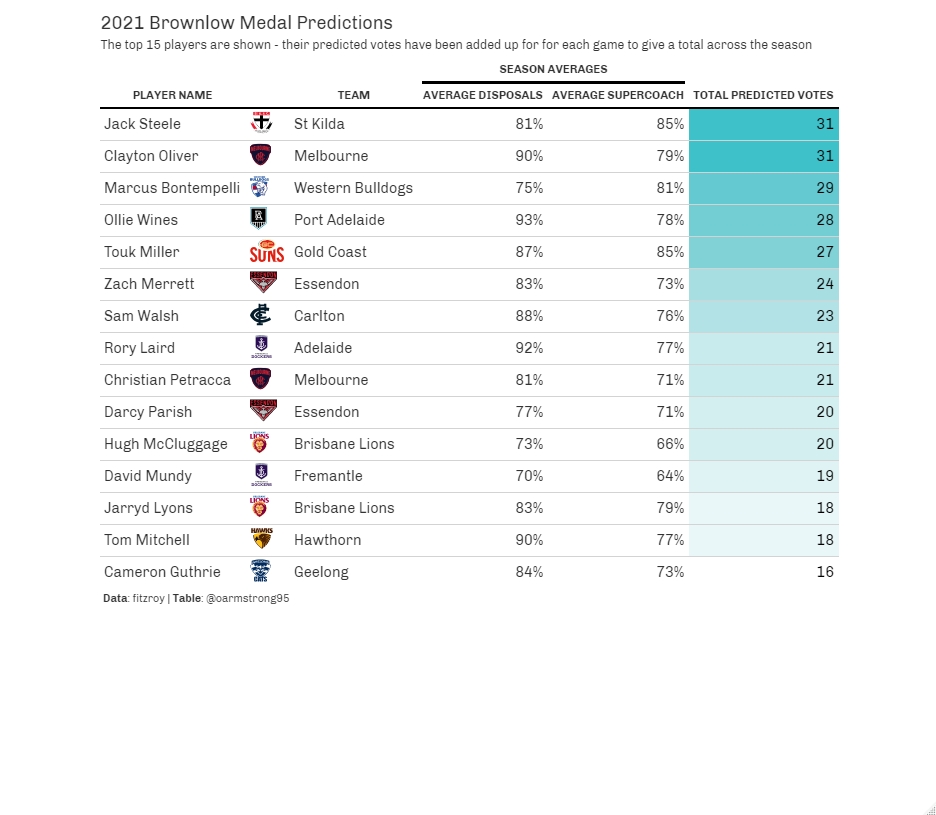 2021 Brownlow Medal Predictions
The top 15 players are shown - their predicted votes have been added up for for each game to give a total across the season
SEASON AVERAGES
PLAYER NAME TEAM AVERAGE DISPOSALS AVERAGE SUPERCOACH TOTAL PREDICTED VOTES
Jack Steele St Kilda 81% 85% 31
Clayton Oliver Melbourne 90% 79% 31
Marcus Bontempelli Western Bulldogs 75% 81% 29
Ollie Wines Port Adelaide 93% 78% 28
Touk Miller SUNS Gold Coast 87% 85% 27
Zach Merrett ESSENDON Essendon 83% 73% 24
Sam Walsh Carlton 88% 76% 23
Rory Laird Adelaide 92% 77% 21
Christian Petracca Melbourne 81% 71% 21
Darcy Parish ESSENDON Essendon 77% 71% 20
Hugh McCluggage LIONS Brisbane Lions 73% 66% 20
David Mundy Fremantle 70% 64% 19
Jarryd Lyons LIONS Brisbane Lions 83% 79% 18
Tom Mitchell HAWKS Hawthorn 90% 77% 18
Cameron Guthrie CATS Geelong 84% 73% 16
Data: fitzroy | Table: @oarmstrong95